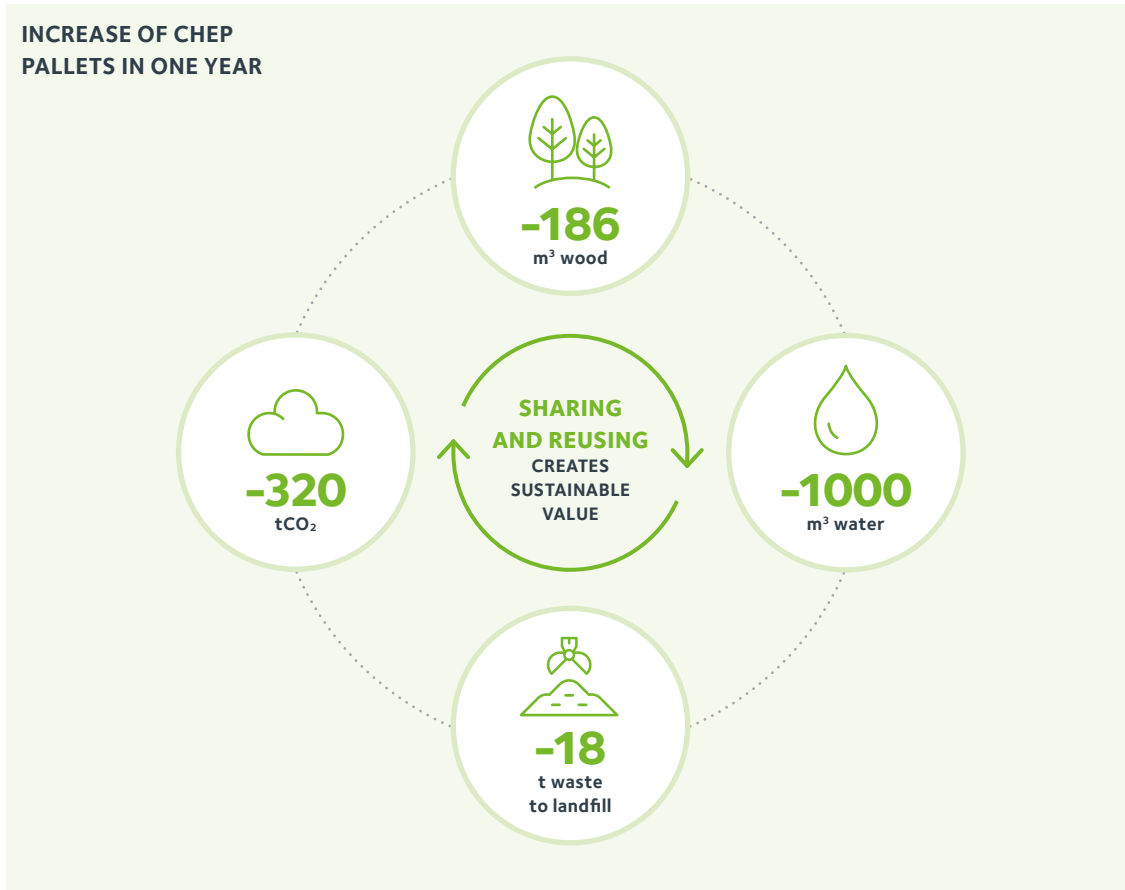 INCREASE OF CHEP
PALLETS IN ONE YEAR
-186
m³ wood
-320
tCO₂
SHARING
AND REUSING
CREATES
SUSTAINABLE
VALUE
-1000
m³ water
-18
t waste
to landfill